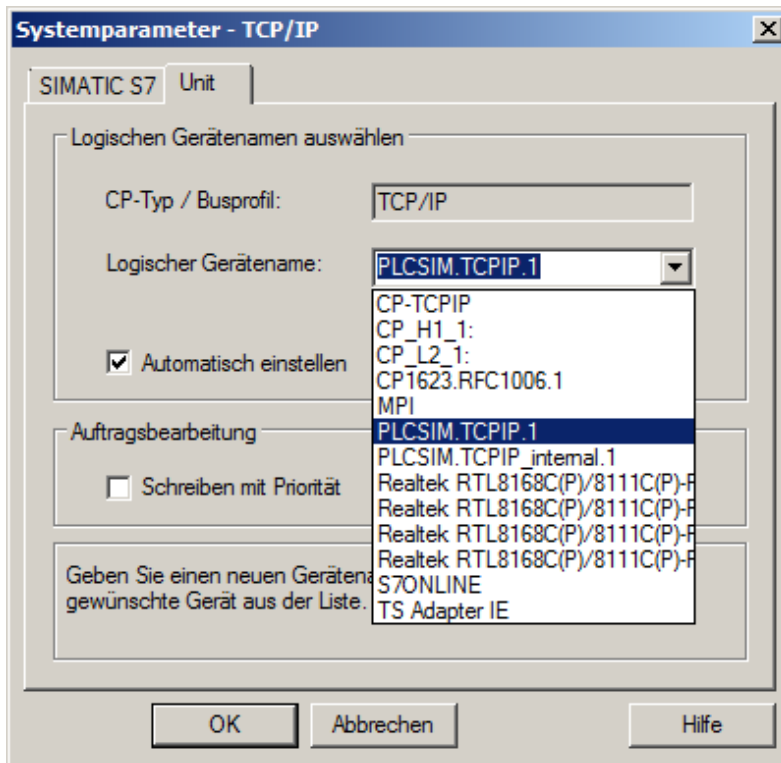 Systemparameter - TCP/IP
SIMATIC S7 Unit
Logischen Gerätenamen auswählen
CP-Typ / Busprofil: TCP/IP
Logischer Gerätename: PLCSIM.TCPIP.1
CP-TCPIP
CP_H1_1:
CP_L2_1:
CP1623.RFC1006.1
MPI
PLCSIM.TCPIP.1
PLCSIM.TCPIP_internal.1
Realtek RTL8168C(P)/8111C(P)-F
Realtek RTL8168C(P)/8111C(P)-F
Realtek RTL8168C(P)/8111C(P)-F
Realtek RTL8168C(P)/8111C(P)-F
S7ONLINE
TS Adapter IE
Automatisch einstellen
Auftragsbearbeitung
Schreiben mit Priorität
Geben Sie einen neuen Gerätena
gewünschte Gerät aus der Liste.
OK Abbrechen Hilfe